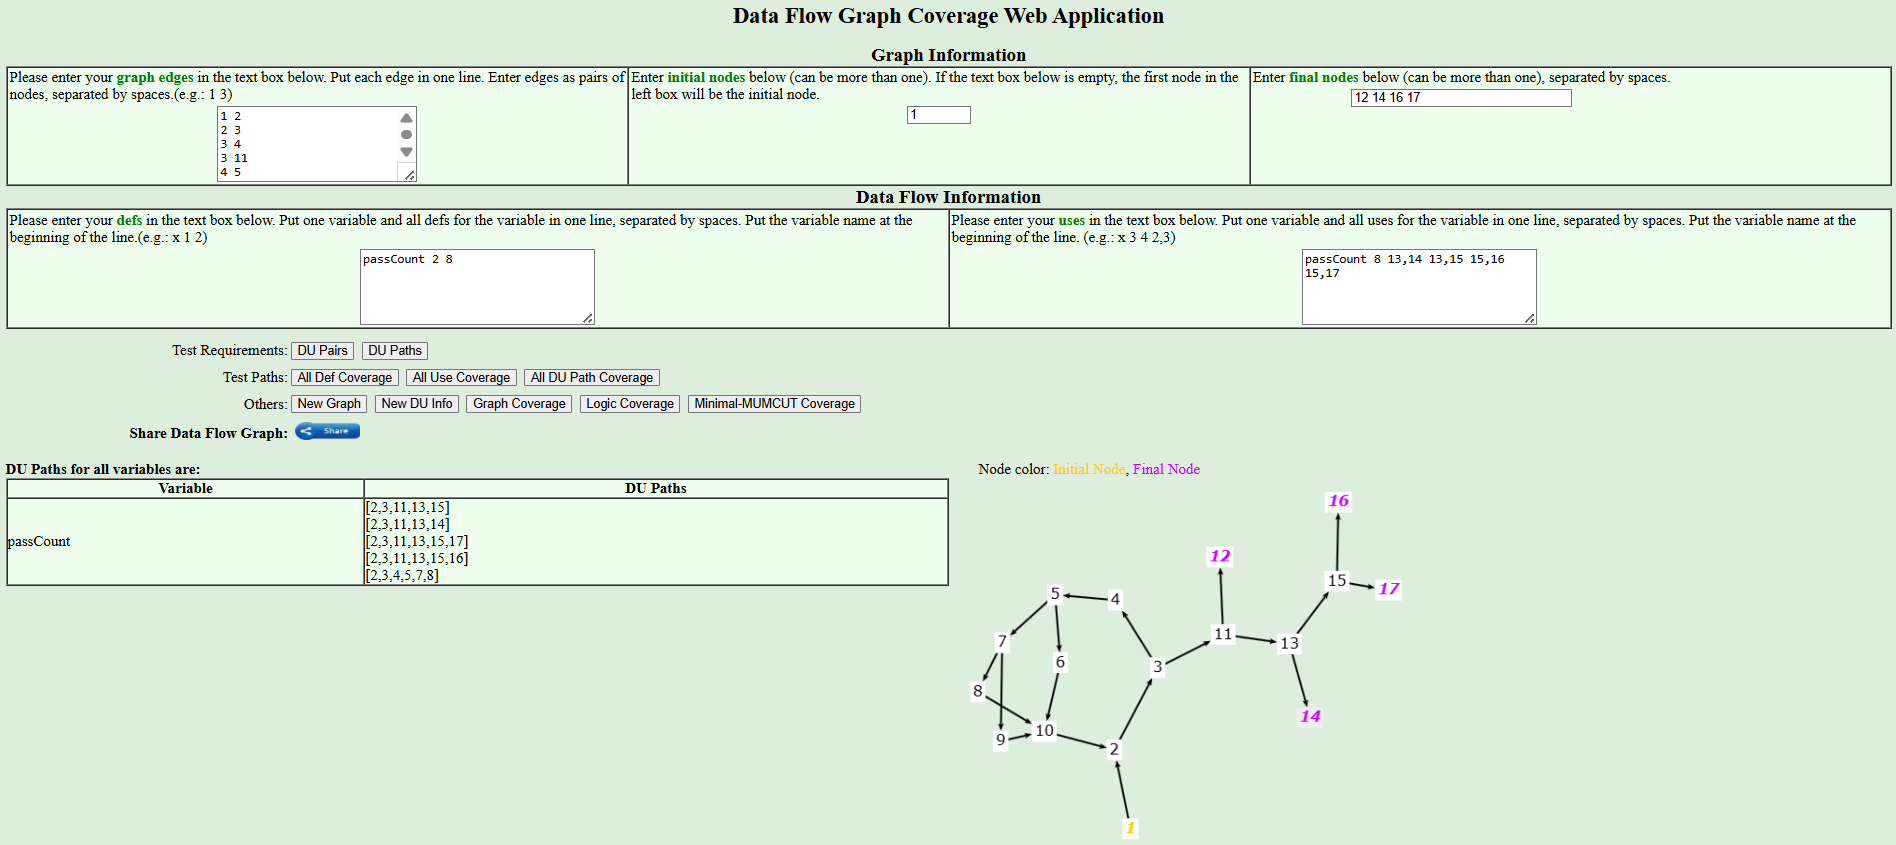 Data Flow Graph Coverage Web Application
Graph Information
Please enter your graph edges in the text box below. Put each edge in one line. Enter edges as pairs of
nodes, separated by spaces.(e.g.: 1 3)
1 2
2 3
3 4
3 11
4 5
Enter initial nodes below (can be more than one). If the text box below is empty, the first node in the
left box will be the initial node.
1
Enter final nodes below (can be more than one), separated by spaces.
12 14 16 17
Data Flow Information
Please enter your defs in the text box below. Put one variable and all defs for the variable in one line, separated by spaces. Put the variable name at the
beginning of the line.(e.g.: x 1 2)
passCount 2 8
Please enter your uses in the text box below. Put one variable and all uses for the variable in one line, separated by spaces. Put the variable name at the
beginning of the line. (e.g.: x 3 4 2,3)
passCount 8 13,14 13,15 15,16
15,17
Test Requirements: DU Pairs DU Paths
Test Paths: All Def Coverage All Use Coverage All DU Path Coverage
Others: New Graph New DU Info Graph Coverage Logic Coverage Minimal-MUMCUT Coverage
Share Data Flow Graph: Share
DU Paths for all variables are:
Variable DU Paths
passCount
[2,3,11,13,15]
[2,3,11,13,14]
[2,3,11,13,15,17]
[2,3,11,13,15,16]
[2,3,4,5,7,8]
Node color: Initial Node, Final Node
16
12
15
17
5
4
11
13
7
6
3
8
14
10
9
2
1